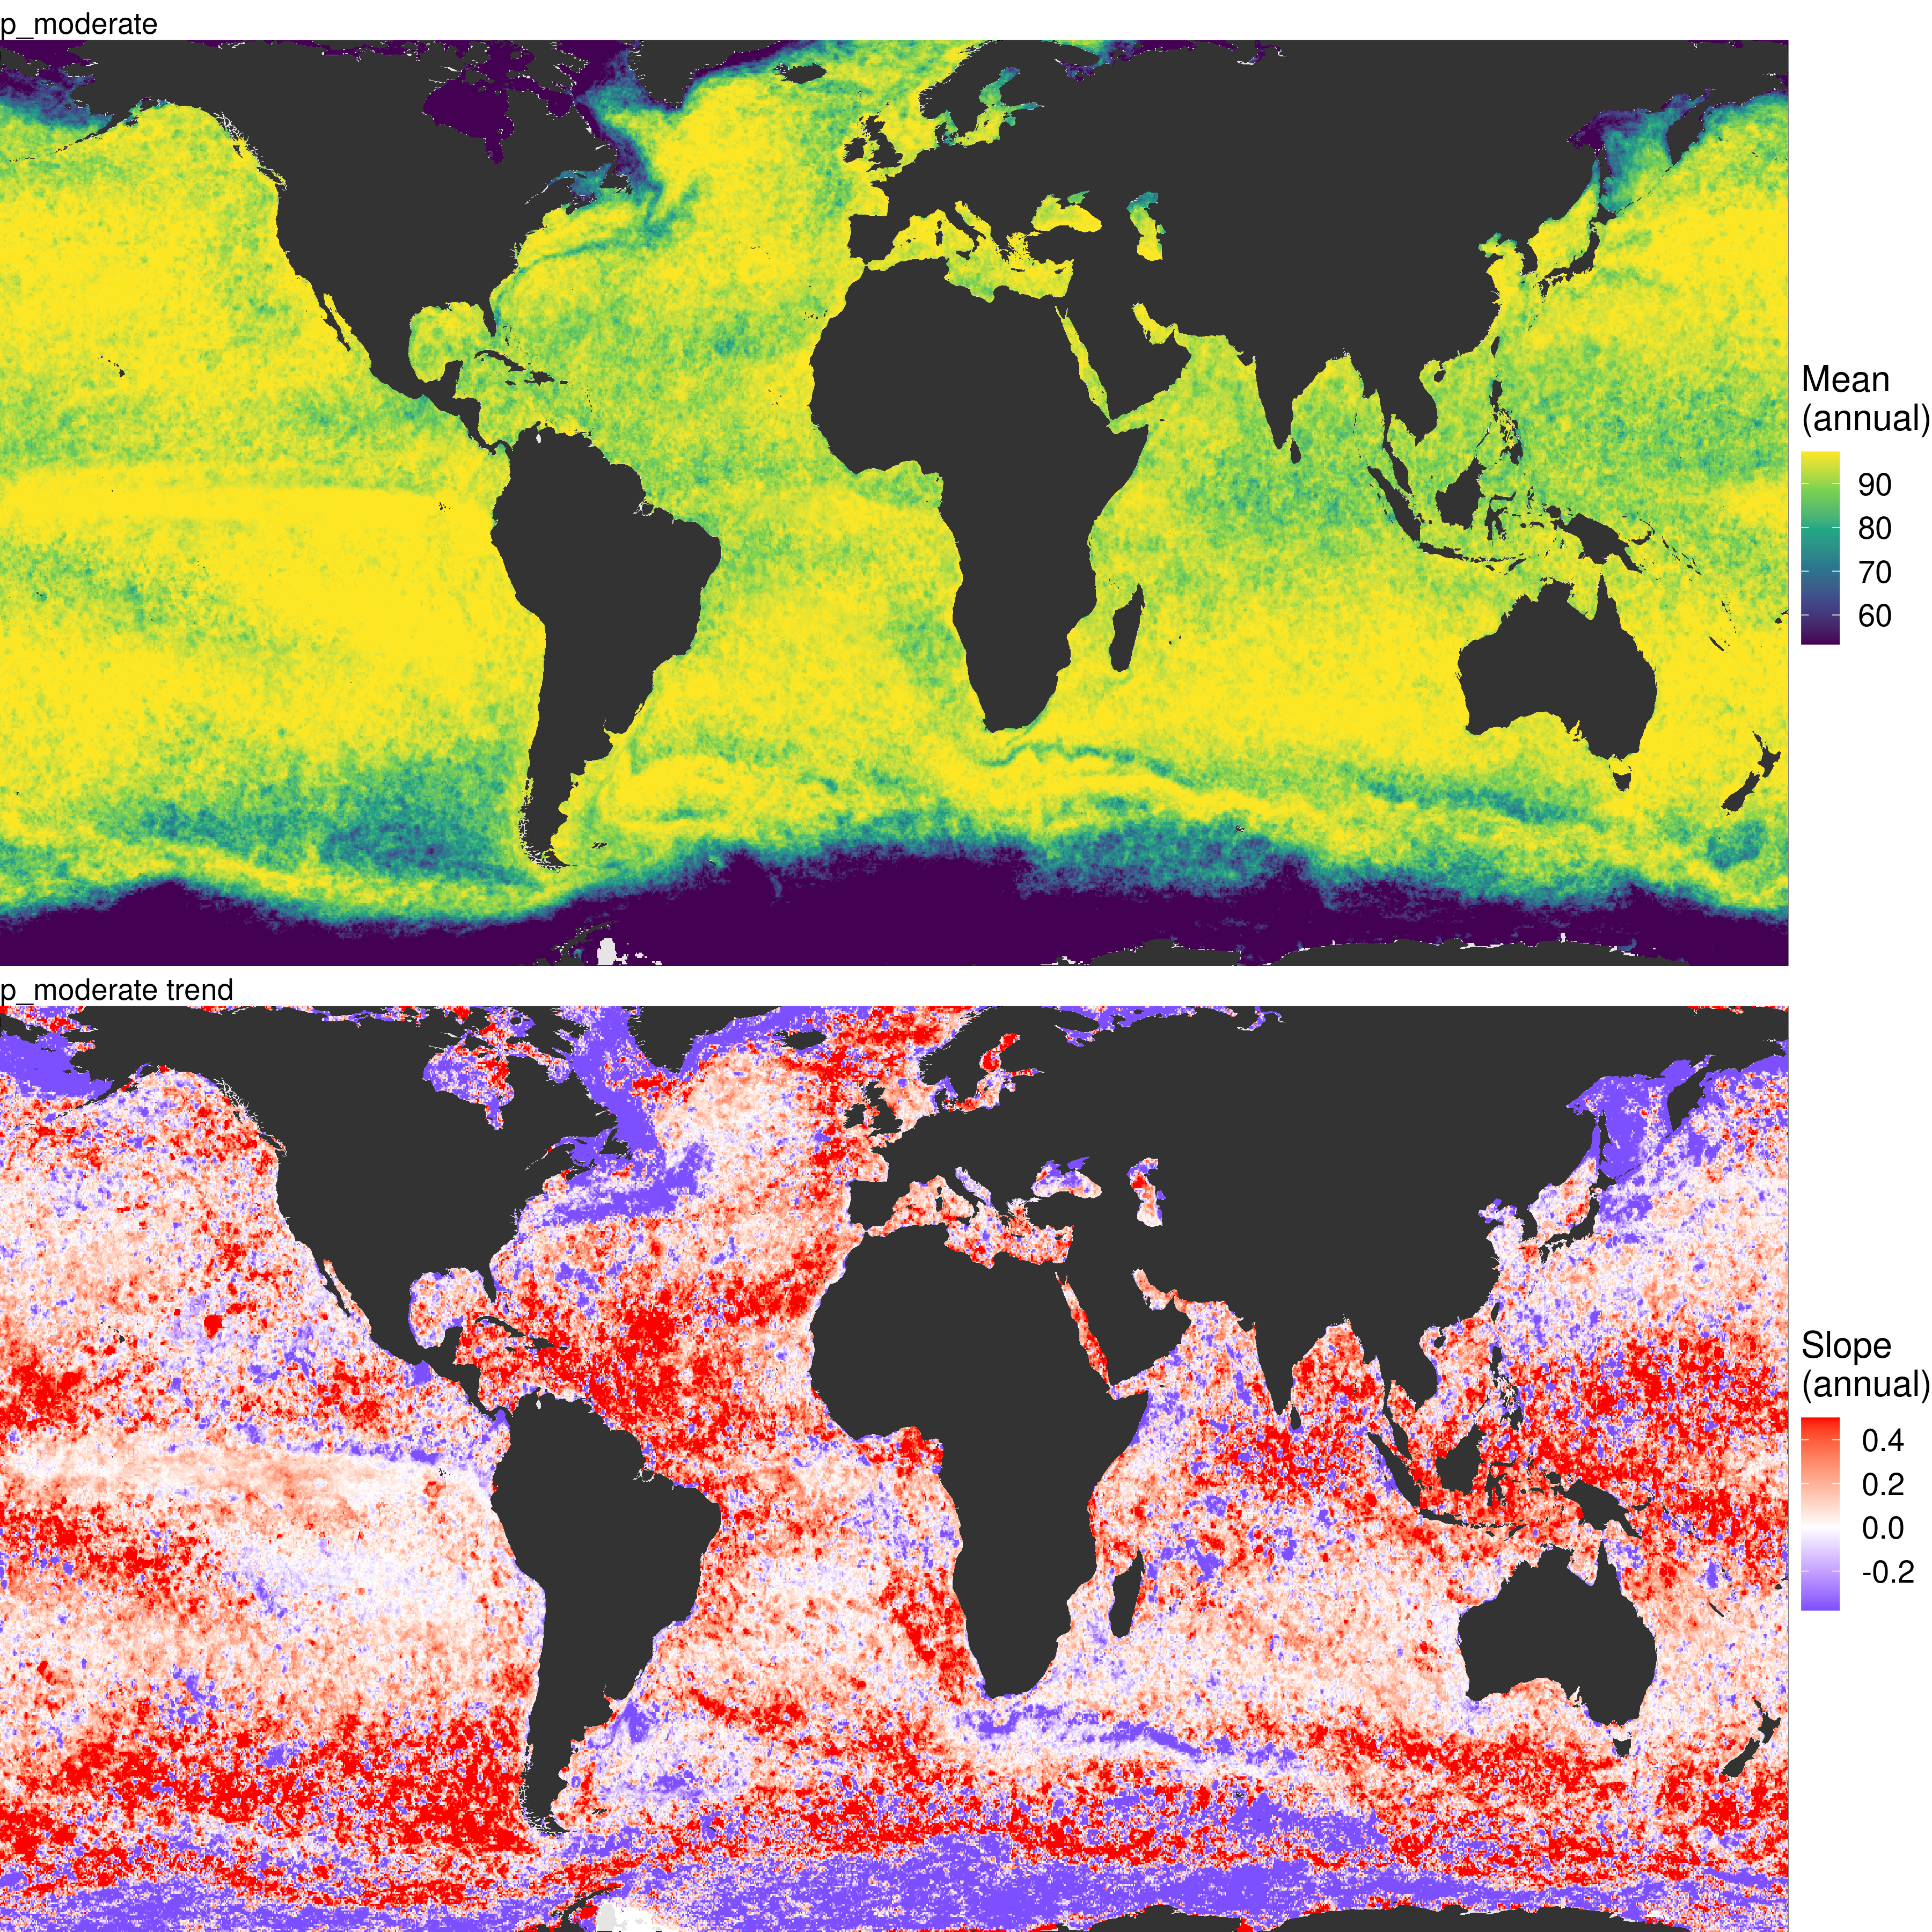 p_moderate
Mean
(annual)
90
80
70
60
p_moderate trend
Slope
(annual)
0.4
0.2
0.0
-0.2